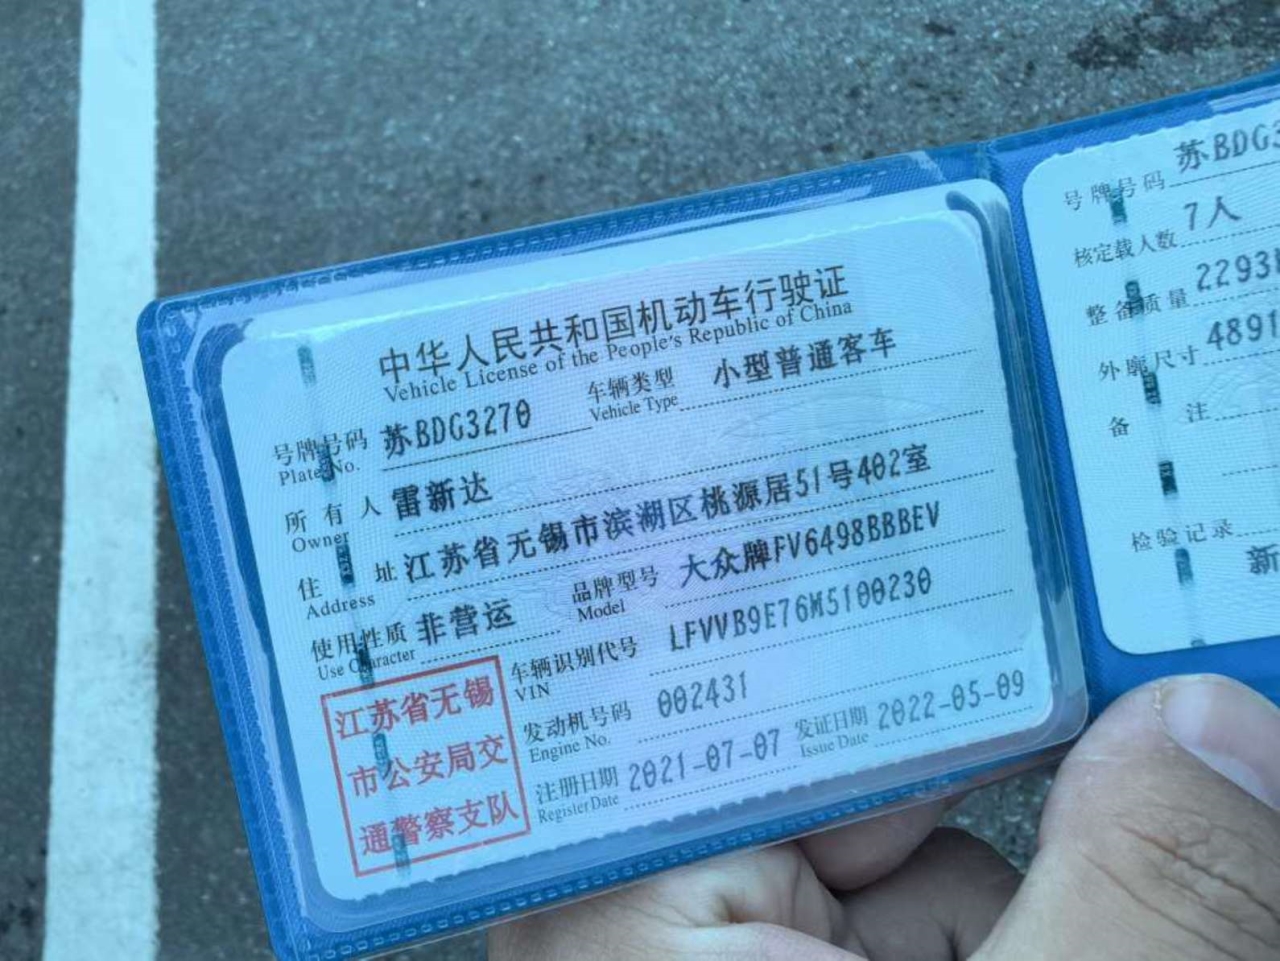 中华人民共和国机动车行驶证
Vehicle License of the People's Republic of China
号牌号码 苏BDG3270 车辆类型 小型普通客车
Plate No. Vehicle Type
所有人 雷新达
Owner
住址 江苏省无锡市滨湖区桃源居51号402室
Address
使用性质 非营运 品牌型号 大众牌FV6498BBBEV
Use Character Model
车辆识别代号 LFVVB9E76M5100230
VIN
发动机号码 002431
Engine No.
注册日期 2021-07-07 发证日期 2022-05-09
Register Date Issue Date
江苏省无锡
市公安局交
通警察支队
号牌号码 苏BDG3
核定载人数 7人
整备质量 2293
外廓尺寸 4891
备注
检验记录
新